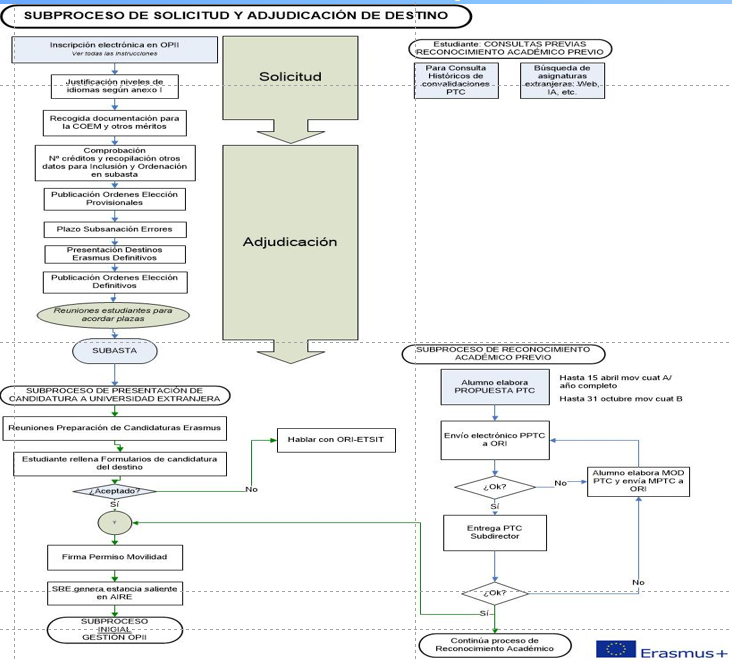 SUBPROCESO DE SOLICITUD Y ADJUDICACIÓN DE DESTINO
Inscripción electrónica en OPII
Ver todas las instrucciones
Justificación niveles de
idiomas según anexo I
Recogida documentación para
la COEM y otros méritos
Comprobación
Nº créditos y recopilación otros
datos para Inclusión y Ordenación
en subasta
Publicación Ordenes Elección
Provisionales
Plazo Subsanación Errores
Presentación Destinos
Erasmus Definitivos
Publicación Ordenes Elección
Definitivos
Reuniones estudiantes para
acordar plazas
SUBASTA
Solicitud
Adjudicación
Estudiante: CONSULTAS PREVIAS
RECONOCIMIENTO ACADÉMICO PREVIO
Para Consulta
Históricos de
convalidaciones
PTC
Búsqueda de
asignaturas
extranjeras: Web,
IA, etc.
SUBPROCESO DE PRESENTACIÓN DE
CANDIDATURA A UNIVERSIDAD EXTRANJERA
Reuniones Preparación de Candidaturas Erasmus
Estudiante rellena Formularios de candidatura
del destino
¿Aceptado?
No
Hablar con ORI-ETSIT
Sí
Y
Firma Permiso Movilidad
SRE genera estancia saliente
en AIRE
SUBPROCESO
INICIAL
GESTIÓN OPII
SUBPROCESO DE RECONOCIMIENTO
ACADÉMICO PREVIO
Alumno elabora
PROPUESTA PTC
Hasta 15 abril mov cuat A/
año completo
Hasta 31 octubre mov cuat B
Envío electrónico PPTC
a ORI
¿Ok?
No
Alumno elabora MOD
PTC y envía MPTC a
ORI
Sí
Entrega PTC
Subdirector
¿Ok?
No
Sí
Continúa proceso de
Reconocimiento Académico
Erasmus+